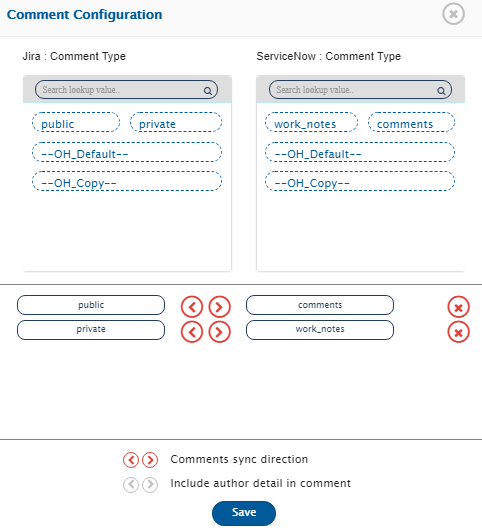 Comment Configuration
Jira : Comment Type
ServiceNow : Comment Type
Search lookup value..
Search lookup value..
public private
work_notes comments
--OH_Default--
--OH_Default--
--OH_Copy--
--OH_Copy--
public comments
private work_notes
Comments sync direction
Include author detail in comment
Save